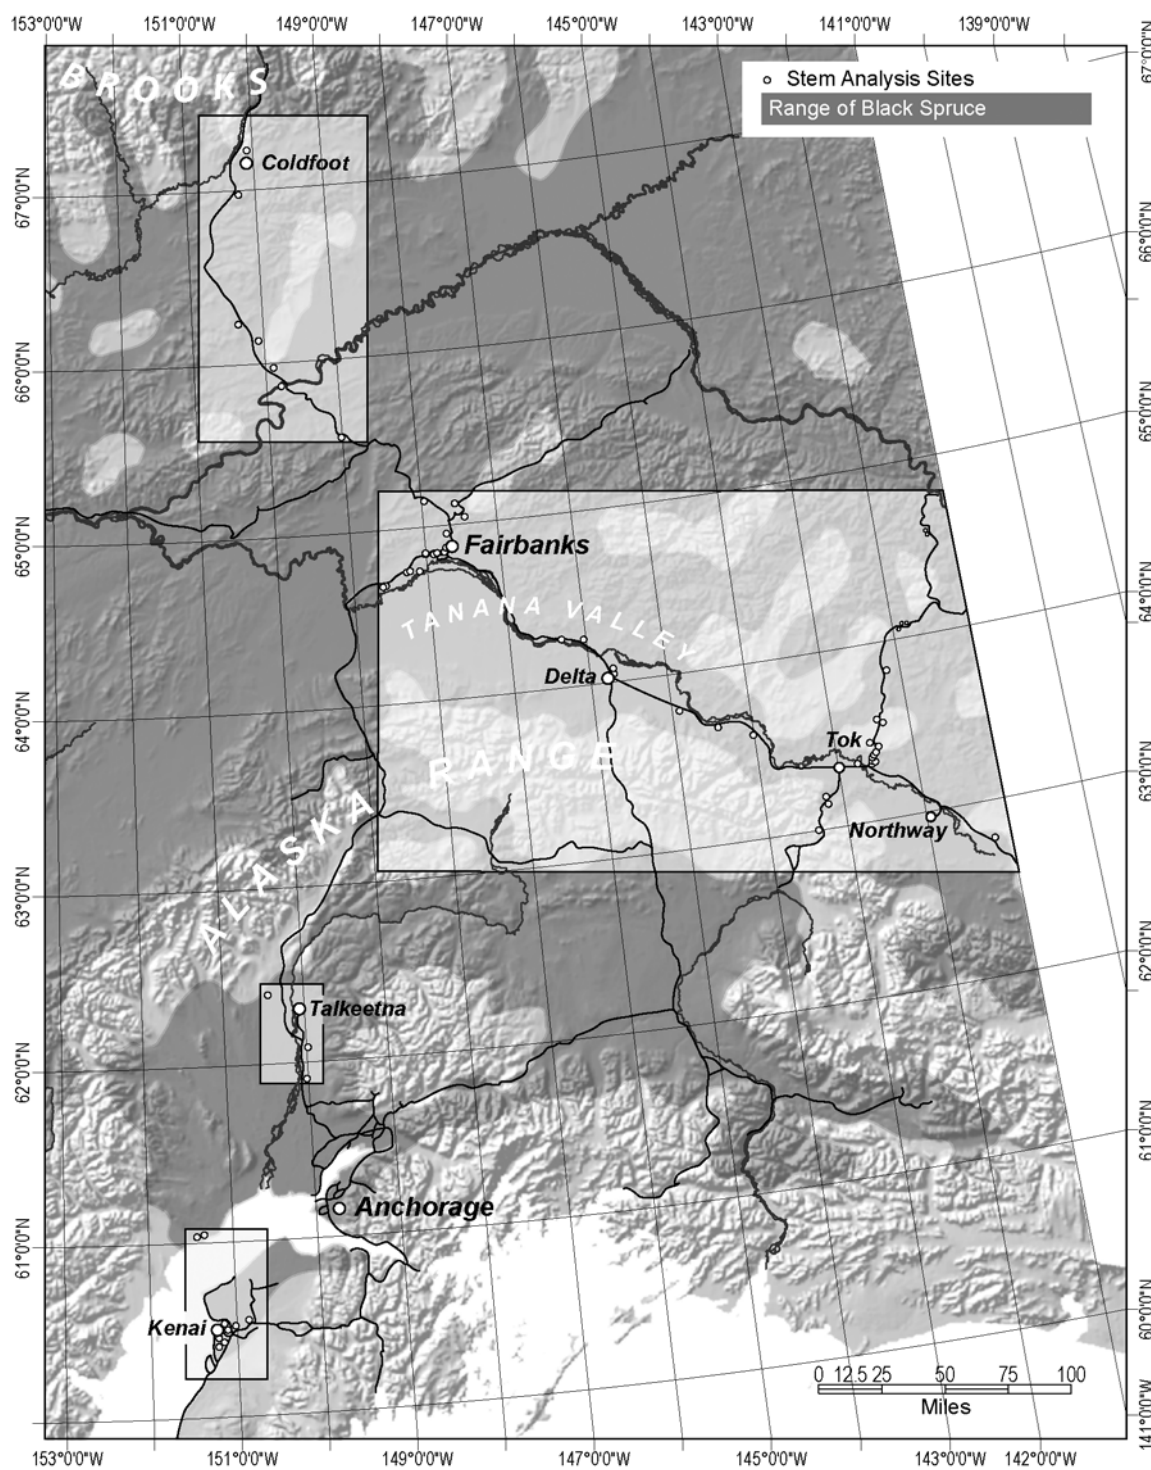 153°0'0"W 151°0'0"W 149°0'0"W 147°0'0"W 145°0'0"W 143°0'0"W 141°0'0"W 139°0'0"W
67°0'0"N
BROOKS
Stem Analysis Sites
Range of Black Spruce
Coldfoot
67°0'0"N
66°0'0"N
66°0'0"N
65°0'0"N
65°0'0"N
Fairbanks
TANANA VALLEY
64°0'0"N
Delta
64°0'0"N
Tok
63°0'0"N
ALASKA RANGE
Northway
63°0'0"N
62°0'0"N
Talkeetna
62°0'0"N
61°0'0"N
Anchorage
61°0'0"N
60°0'0"N
Kenai
0 12.5 25 50 75 100
Miles
141°0'0"W
153°0'0"W 151°0'0"W 149°0'0"W 147°0'0"W 145°0'0"W 143°0'0"W 142°0'0"W